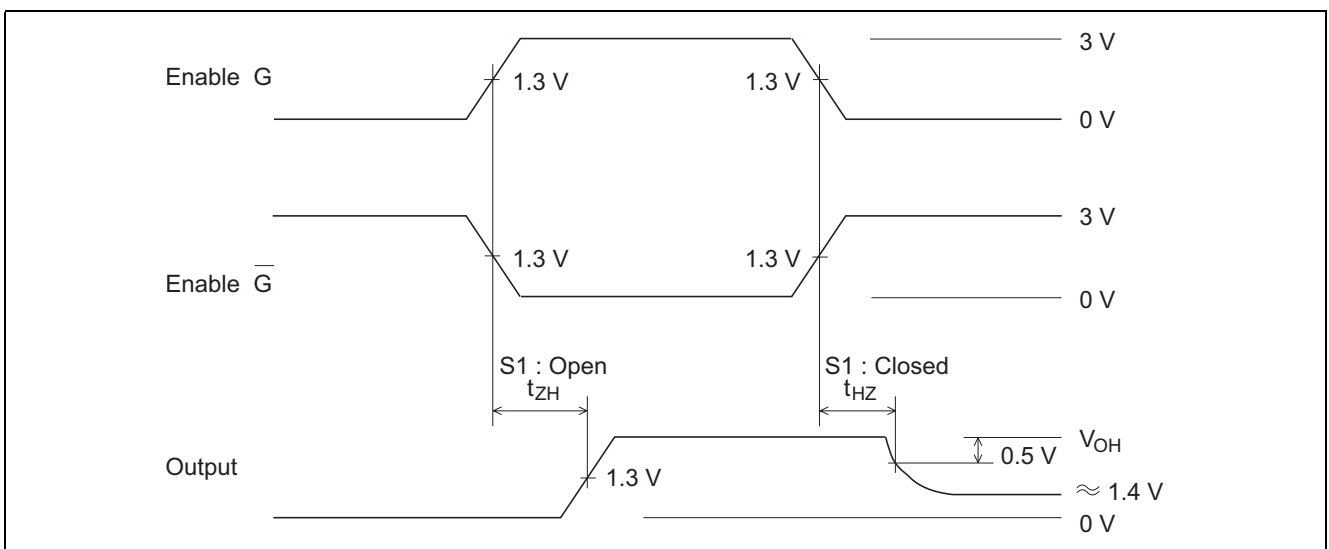 Enable G
1.3 V
1.3 V
3 V
0 V
Enable G̅
1.3 V
1.3 V
3 V
0 V
S1 : Open
tZH
S1 : Closed
tHZ
Output
1.3 V
0.5 V
VOH
≈ 1.4 V
0 V